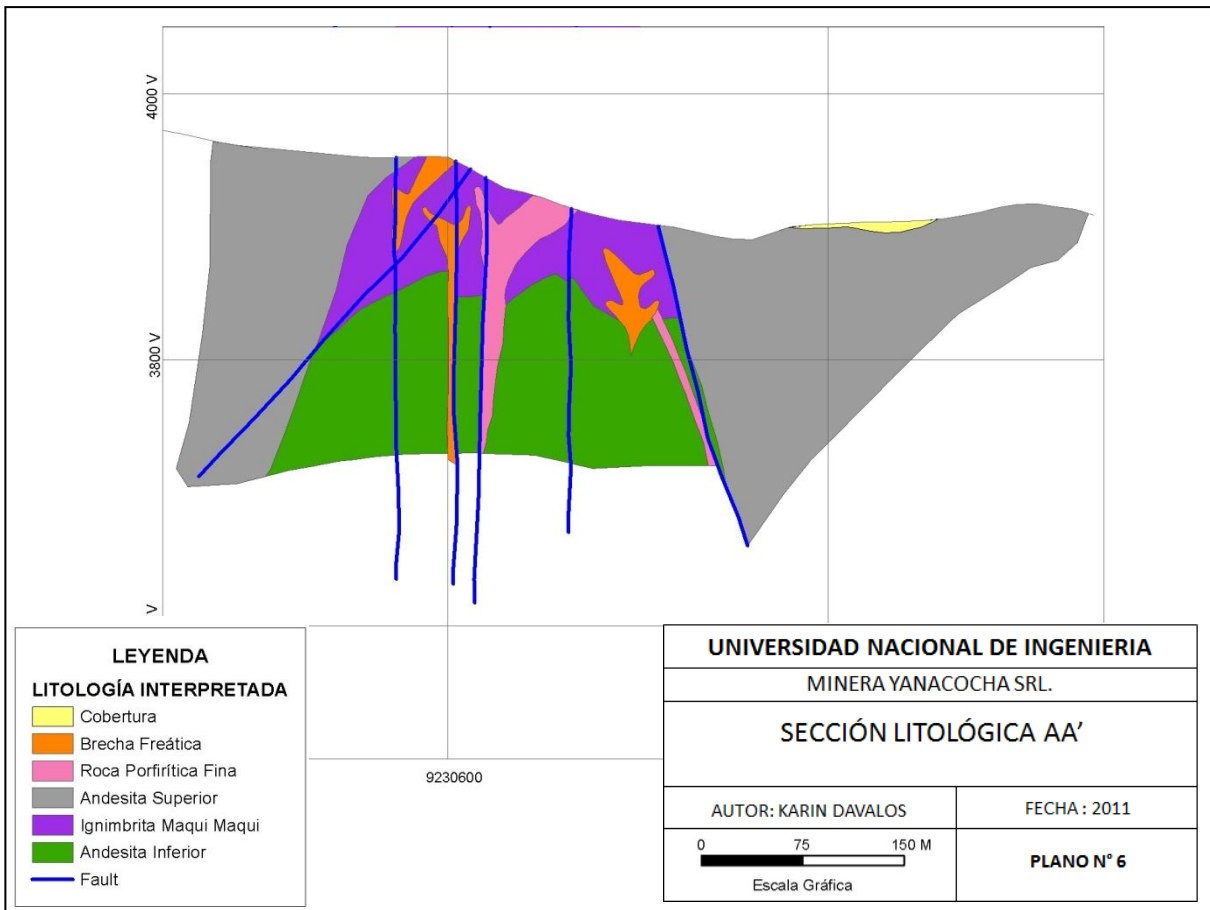 4000 V
3800 V
V
9230600
LEYENDA
LITOLOGÍA INTERPRETADA
Cobertura
Brecha Freática
Roca Porfirítica Fina
Andesita Superior
Ignimbrita Maqui Maqui
Andesita Inferior
Fault
UNIVERSIDAD NACIONAL DE INGENIERIA
MINERA YANACOCHA SRL.
SECCIÓN LITOLÓGICA AA'
AUTOR: KARIN DAVALOS
FECHA : 2011
0 75 150 M
Escala Gráfica
PLANO N° 6